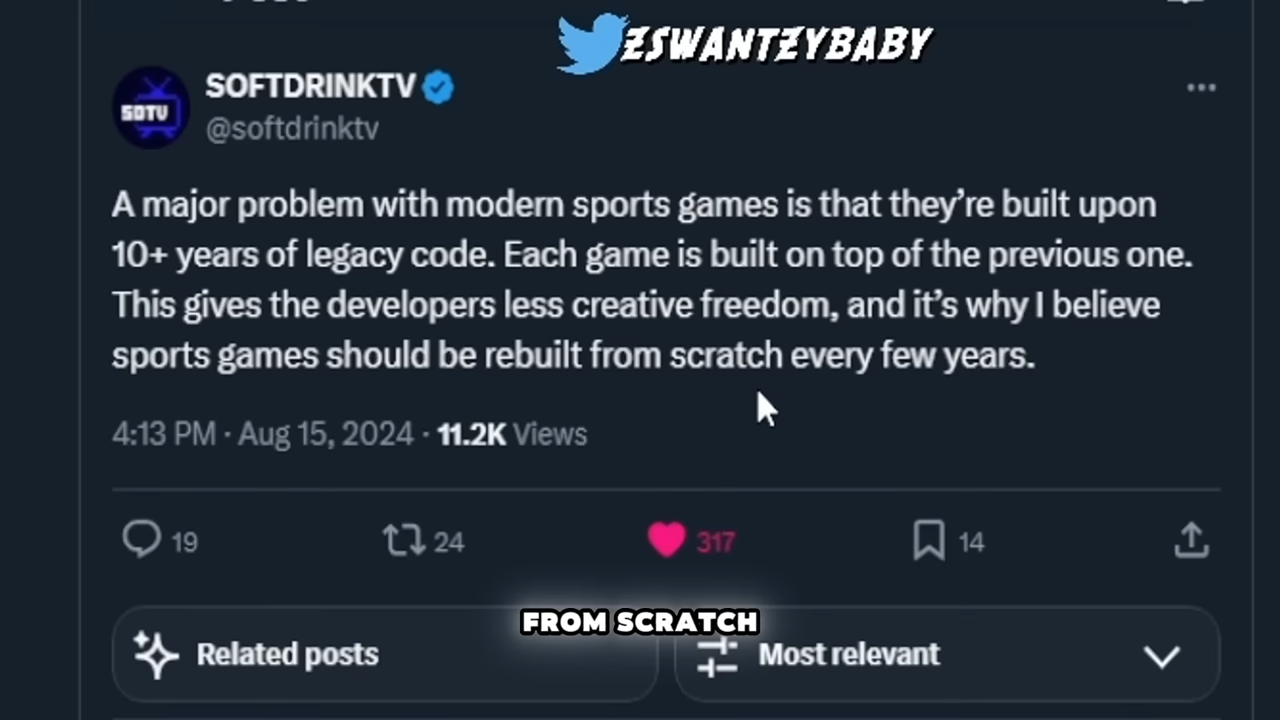 ZSWANTZYBABY
SOFTDRINKTV
SDTV
@softdrinktv
A major problem with modern sports games is that they’re built upon
10+ years of legacy code. Each game is built on top of the previous one.
This gives the developers less creative freedom, and it’s why I believe
sports games should be rebuilt from scratch every few years.
4:13 PM · Aug 15, 2024 · 11.2K Views
19 24 317 14
FROM SCRATCH
Related posts Most relevant